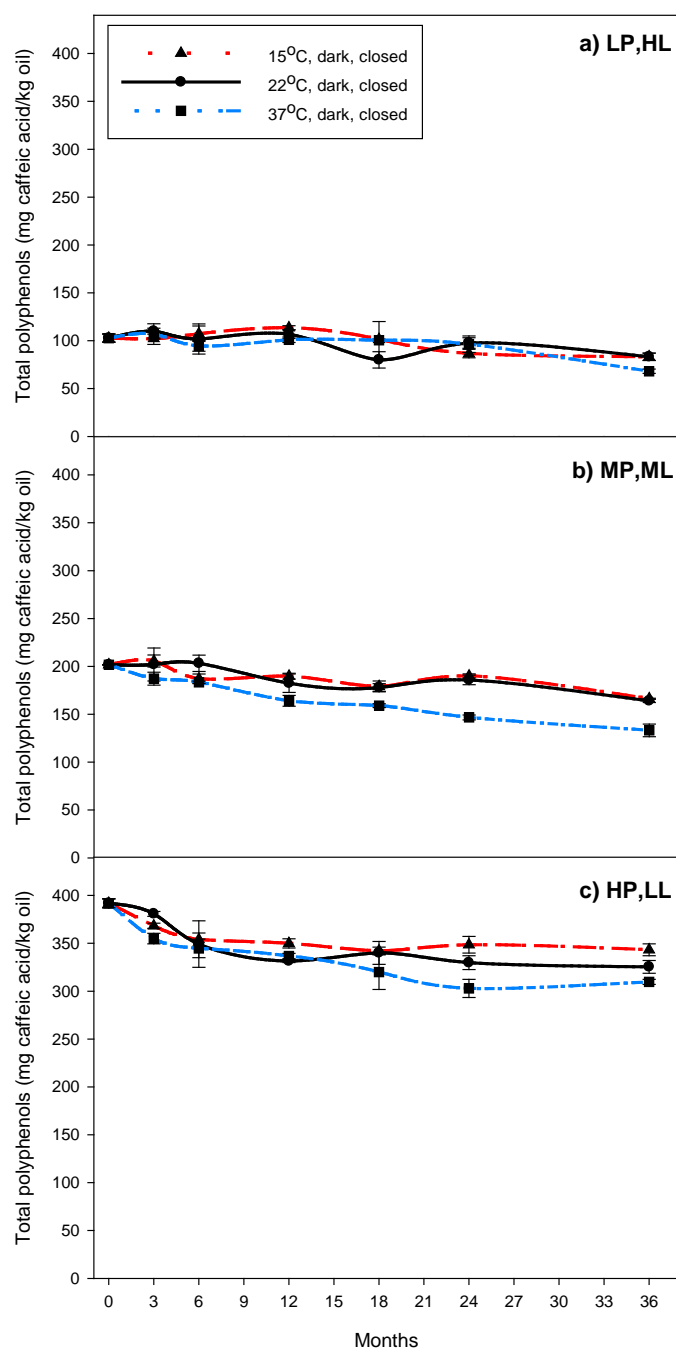 a) LP,HL
15°C, dark, closed
22°C, dark, closed
37°C, dark, closed
Total polyphenols (mg caffeic acid/kg oil)
400
350
300
250
200
150
100
50
0
b) MP,ML
Total polyphenols (mg caffeic acid/kg oil)
400
350
300
250
200
150
100
50
0
c) HP,LL
Total polyphenols (mg caffeic acid/kg oil)
400
350
300
250
200
150
100
50
0
0 3 6 9 12 15 18 21 24 27 30 33 36
Months